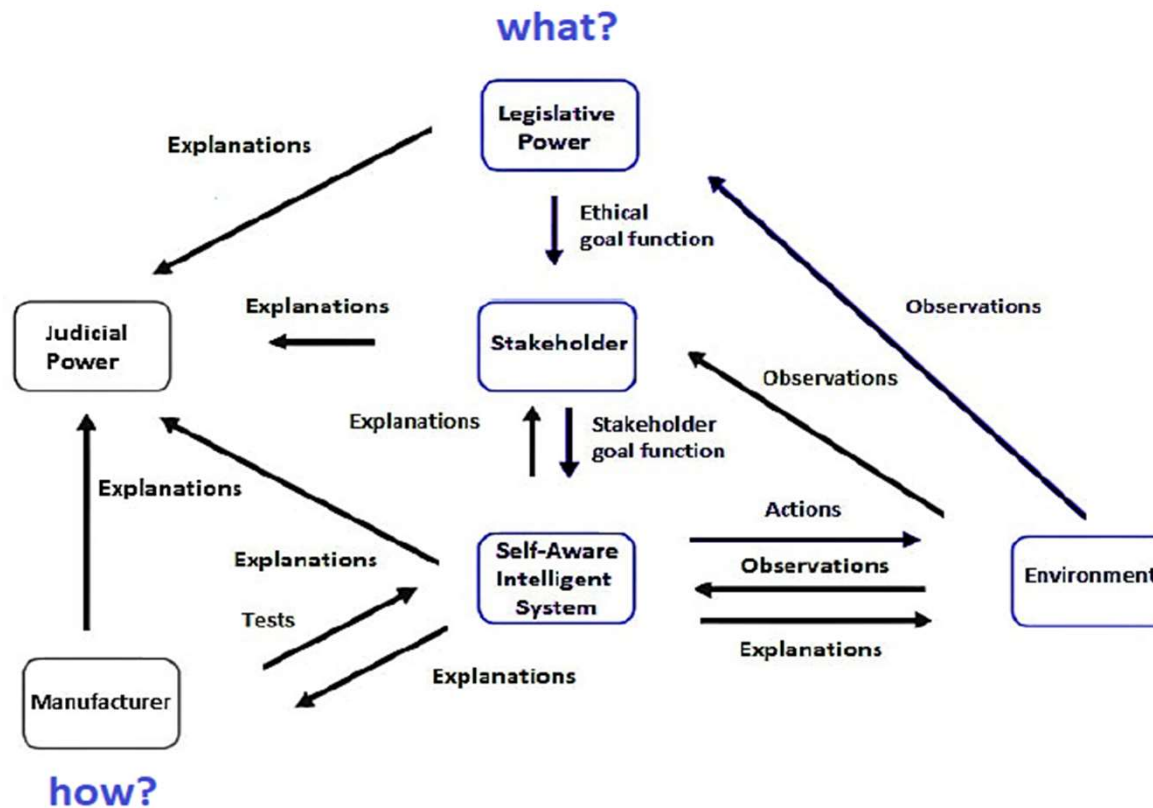 what?
Legislative
Power
Explanations
Ethical
goal function
Observations
Explanations
Judicial
Power
Stakeholder
Observations
Explanations
Stakeholder
goal function
Explanations
Actions
Explanations
Self-Aware
Intelligent
System
Observations
Environment
Tests
Explanations
Explanations
Manufacturer
how?